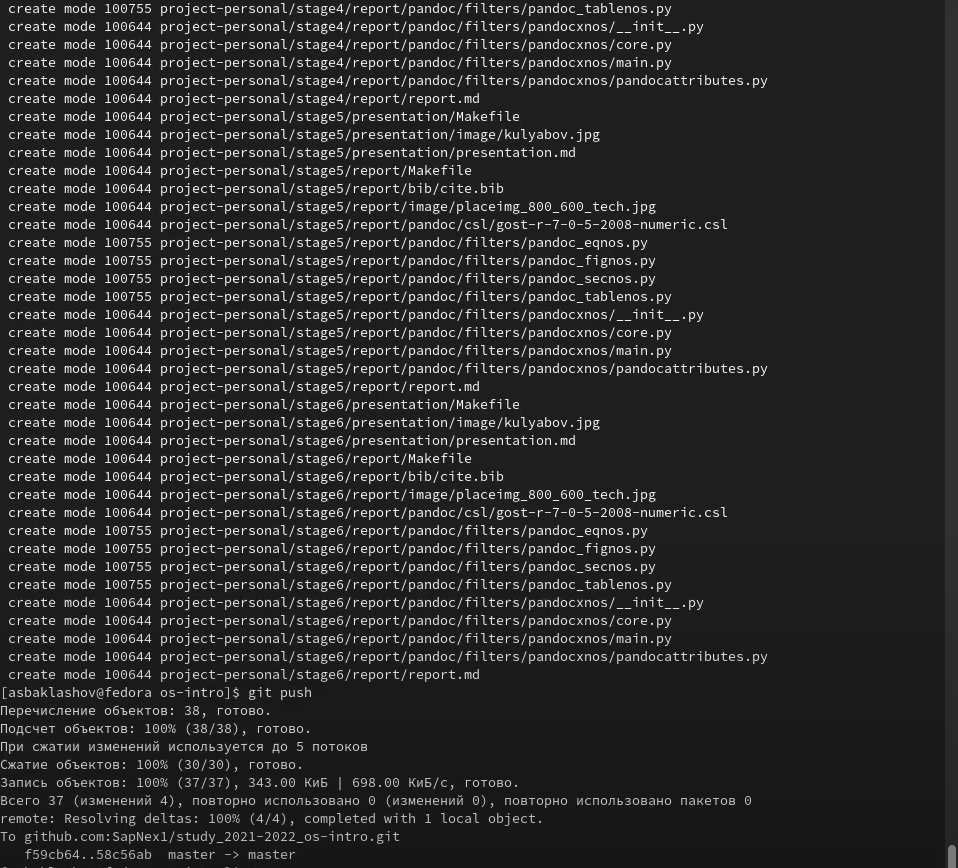 create mode 100755 project-personal/stage4/report/pandoc/filters/pandoc_tablenos.py
create mode 100644 project-personal/stage4/report/pandoc/filters/pandocxnos/__init__.py
create mode 100644 project-personal/stage4/report/pandoc/filters/pandocxnos/core.py
create mode 100644 project-personal/stage4/report/pandoc/filters/pandocxnos/main.py
create mode 100644 project-personal/stage4/report/pandoc/filters/pandocxnos/pandocattributes.py
create mode 100644 project-personal/stage4/report/report.md
create mode 100644 project-personal/stage5/presentation/Makefile
create mode 100644 project-personal/stage5/presentation/image/kulyabov.jpg
create mode 100644 project-personal/stage5/presentation/presentation.md
create mode 100644 project-personal/stage5/report/Makefile
create mode 100644 project-personal/stage5/report/bib/cite.bib
create mode 100644 project-personal/stage5/report/image/placeimg_800_600_tech.jpg
create mode 100644 project-personal/stage5/report/pandoc/csl/gost-r-7-0-5-2008-numeric.csl
create mode 100755 project-personal/stage5/report/pandoc/filters/pandoc_eqnos.py
create mode 100755 project-personal/stage5/report/pandoc/filters/pandoc_fignos.py
create mode 100755 project-personal/stage5/report/pandoc/filters/pandoc_secnos.py
create mode 100755 project-personal/stage5/report/pandoc/filters/pandoc_tablenos.py
create mode 100644 project-personal/stage5/report/pandoc/filters/pandocxnos/__init__.py
create mode 100644 project-personal/stage5/report/pandoc/filters/pandocxnos/core.py
create mode 100644 project-personal/stage5/report/pandoc/filters/pandocxnos/main.py
create mode 100644 project-personal/stage5/report/pandoc/filters/pandocxnos/pandocattributes.py
create mode 100644 project-personal/stage5/report/report.md
create mode 100644 project-personal/stage6/presentation/Makefile
create mode 100644 project-personal/stage6/presentation/image/kulyabov.jpg
create mode 100644 project-personal/stage6/presentation/presentation.md
create mode 100644 project-personal/stage6/report/Makefile
create mode 100644 project-personal/stage6/report/bib/cite.bib
create mode 100644 project-personal/stage6/report/image/placeimg_800_600_tech.jpg
create mode 100644 project-personal/stage6/report/pandoc/csl/gost-r-7-0-5-2008-numeric.csl
create mode 100755 project-personal/stage6/report/pandoc/filters/pandoc_eqnos.py
create mode 100755 project-personal/stage6/report/pandoc/filters/pandoc_fignos.py
create mode 100755 project-personal/stage6/report/pandoc/filters/pandoc_secnos.py
create mode 100755 project-personal/stage6/report/pandoc/filters/pandoc_tablenos.py
create mode 100644 project-personal/stage6/report/pandoc/filters/pandocxnos/__init__.py
create mode 100644 project-personal/stage6/report/pandoc/filters/pandocxnos/core.py
create mode 100644 project-personal/stage6/report/pandoc/filters/pandocxnos/main.py
create mode 100644 project-personal/stage6/report/pandoc/filters/pandocxnos/pandocattributes.py
create mode 100644 project-personal/stage6/report/report.md
[asbaklashov@fedora os-intro]$ git push
Перечисление объектов: 38, готово.
Подсчет объектов: 100% (38/38), готово.
При сжатии изменений используется до 5 потоков
Сжатие объектов: 100% (30/30), готово.
Запись объектов: 100% (37/37), 343.00 КиБ | 698.00 КиБ/с, готово.
Всего 37 (изменений 4), повторно использовано 0 (изменений 0), повторно использовано пакетов 0
remote: Resolving deltas: 100% (4/4), completed with 1 local object.
To github.com:SapNex1/study_2021-2022_os-intro.git
f59cb64..58c56ab master -> master